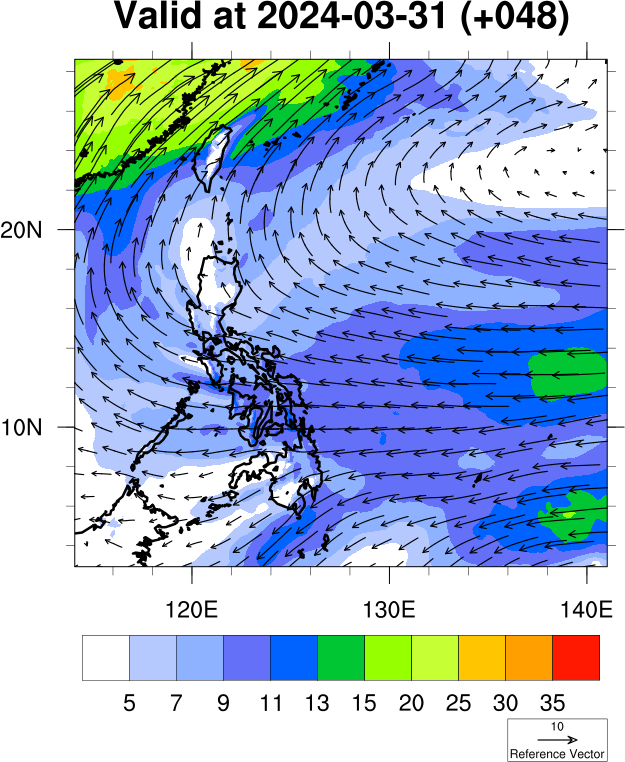 Valid at 2024-03-31 (+048)
20N
10N
120E 130E 140E
5 7 9 11 13 15 20 25 30 35
10
Reference Vector